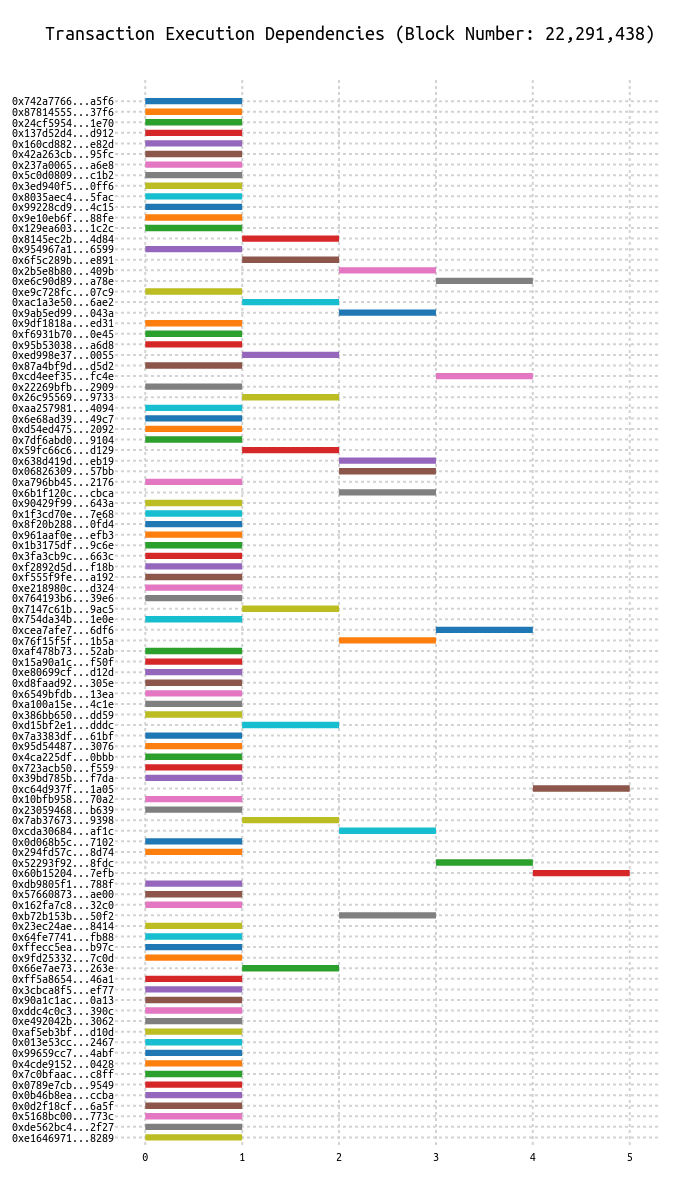 Transaction Execution Dependencies (Block Number: 22,291,438)
0x742a7766...a5f6
0x87814555...37f6
0x24cf5954...1e70
0x137d52d4...d912
0x160cd882...e82d
0x42a263cb...95fc
0x237a0065...a6e8
0x5c0d0809...c1b2
0x3ed940f5...0ff6
0x8035aec4...5fac
0x99228cd9...4c15
0x9e10eb6f...88fe
0x129ea603...1c2c
0x8145ec2b...4d84
0x954967a1...6599
0x6f5c289b...e891
0x2b5e8b80...409b
0xe6c90d89...a78e
0xe9c728fc...07c9
0xac1a3e50...6ae2
0x9ab5ed99...043a
0x9df1818a...ed31
0xf6931b70...0e45
0x95b53038...a6d8
0xed998e37...0055
0x87a4bf9d...d5d2
0xcd4eef35...fc4e
0x22269bfb...2909
0x26c95569...9733
0xaa257981...4094
0x6e68ad39...49c7
0xd54ed475...2092
0x7df6abd0...9104
0x59fc66c6...d129
0x638d419d...eb19
0x06826309...57bb
0xa796bb45...2176
0x6b1f120c...cbca
0x90429f99...643a
0x1f3cd70e...7e68
0x8f20b288...0fd4
0x961aaf0e...efb3
0x1b3175df...9c6e
0x3fa3cb9c...663c
0xf2892d5d...f18b
0xf555f9fe...a192
0xe218980c...d324
0x764193b6...39e6
0x7147c61b...9ac5
0x754da34b...1e0e
0xcea7afe7...6df6
0x76f15f5f...1b5a
0xaf478b73...52ab
0x15a90a1c...f50f
0xe80699cf...d12d
0xd8faad92...305e
0x6549bfdb...13ea
0xa100a15e...4c1e
0x386bb650...dd59
0xd15bf2e1...dddc
0x7a3383df...61bf
0x95d54487...3076
0x4ca225df...0bbb
0x723acb50...f559
0x39bd785b...f7da
0xc64d937f...1a05
0x10bfb958...70a2
0x23059468...b639
0x7ab37673...9398
0xcda30684...af1c
0x0d068b5c...7102
0x294fd57c...8d74
0x52293f92...8fdc
0x60b15204...7efb
0xdb9805f1...788f
0x57660873...ae00
0x162fa7c8...32c0
0xb72b153b...50f2
0x23ec24ae...8414
0x64fe7741...fb88
0xffecc5ea...b97c
0x9fd25332...7c0d
0x66e7ae73...263e
0xff5a8654...46a1
0x3cbca8f5...ef77
0x90a1c1ac...0a13
0xddc4c0c3...390c
0xe492042b...3062
0xaf5eb3bf...d10d
0x013e53cc...2467
0x99659cc7...4abf
0x4cde9152...0428
0x7c0bfaac...c8ff
0x0789e7cb...9549
0x0b46b8ea...ccba
0x0d2f18cf...6a5f
0x5168bc00...773c
0xde562bc4...2f27
0xe1646971...8289
0 1 2 3 4 5